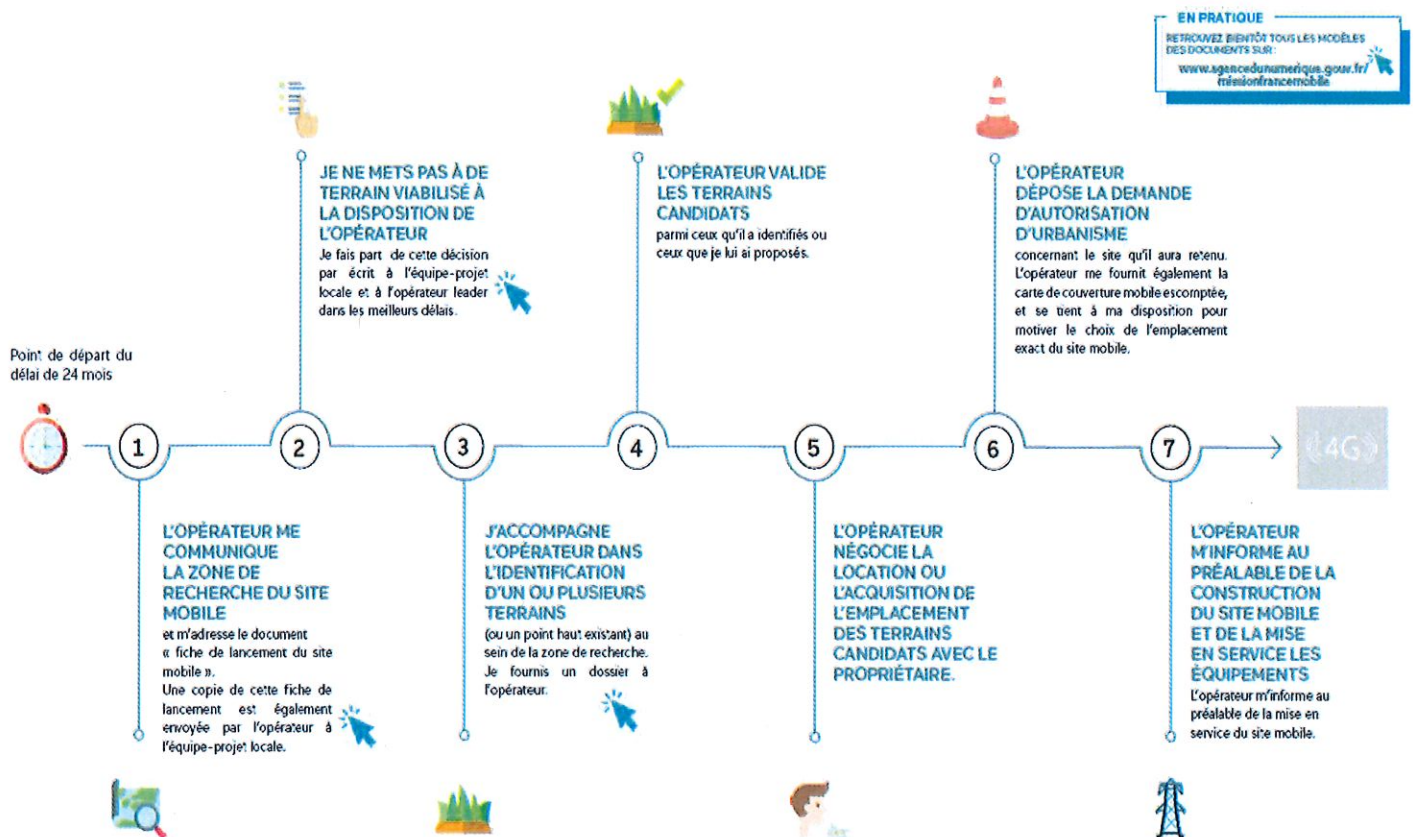 EN PRATIQUE
RETROUVEZ BIENTÔT TOUS LES MODÈLES
DES DOCUMENTS SUR :
www.agencedunumerique.gouv.fr/
missionfrancemobile
JE NE METS PAS À DE
TERRAIN VIABILISÉ À
LA DISPOSITION DE
L'OPÉRATEUR
Je fais part de cette décision
par écrit à l'équipe-projet
locale et à l'opérateur leader
dans les meilleurs délais.
L'OPÉRATEUR VALIDE
LES TERRAINS
CANDIDATS
parmi ceux qu'il a identifiés ou
ceux que je lui ai proposés.
L'OPÉRATEUR
DÉPOSE LA DEMANDE
D'AUTORISATION
D'URBANISME
concernant le site qu'il aura retenu.
L'opérateur me fournit également la
carte de couverture mobile escomptée,
et se tient à ma disposition pour
motiver le choix de l'emplacement
exact du site mobile.
Point de départ du
délai de 24 mois
1
2
3
4
5
6
7
4G
L'OPÉRATEUR ME
COMMUNIQUE
LA ZONE DE
RECHERCHE DU SITE
MOBILE
et m'adresse le document
« fiche de lancement du site
mobile ».
Une copie de cette fiche de
lancement est également
envoyée par l'opérateur à
l'équipe-projet locale.
J'ACCOMPAGNE
L'OPÉRATEUR DANS
L'IDENTIFICATION
D'UN OU PLUSIEURS
TERRAINS
(ou un point haut existant) au
sein de la zone de recherche.
Je fournis un dossier à
l'opérateur.
L'OPÉRATEUR
NÉGOCIE LA
LOCATION OU
L'ACQUISITION DE
L'EMPLACEMENT
DES TERRAINS
CANDIDATS AVEC LE
PROPRIÉTAIRE.
L'OPÉRATEUR
M'INFORME AU
PRÉALABLE DE LA
CONSTRUCTION
DU SITE MOBILE
ET DE LA MISE
EN SERVICE LES
ÉQUIPEMENTS
L'opérateur m'informe au
préalable de la mise en
service du site mobile.